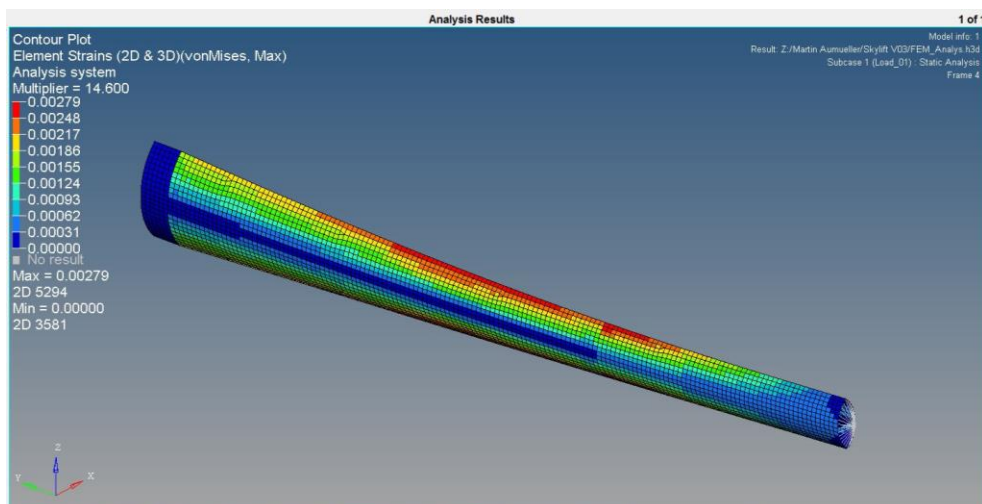 Analysis Results
1 of 1
Contour Plot
Element Strains (2D & 3D)(vonMises, Max)
Analysis system
Multiplier = 14.600
0.00279
0.00248
0.00217
0.00186
0.00155
0.00124
0.00093
0.00062
0.00031
0.00000
No result
Max = 0.00279
2D 5294
Min = 0.00000
2D 3581
Model info: 1
Result: Z:/Martin Aumueller/Skylift V03/FEM_Analys.h3d
Subcase 1 (Load_01) : Static Analysis
Frame 4
Z
Y
X